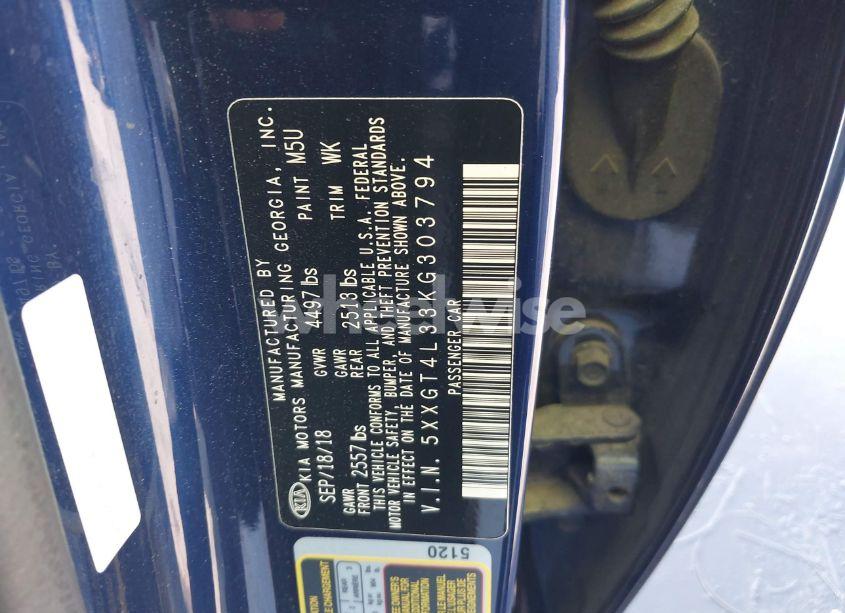 MANUFACTURED BY
KIA KIA MOTORS MANUFACTURING GEORGIA, INC.
SEP/18/18 GVWR 4497 lbs PAINT M5U
GAWR FRONT 2557 lbs GAWR REAR 2513 lbs TRIM WK
THIS VEHICLE CONFORMS TO ALL APPLICABLE U.S.A. FEDERAL
MOTOR VEHICLE SAFETY, BUMPER, AND THEFT PREVENTION STANDARDS
IN EFFECT ON THE DATE OF MANUFACTURE SHOWN ABOVE.
V.I.N. 5XXGT4L33KG303794
PASSENGER CAR
5120